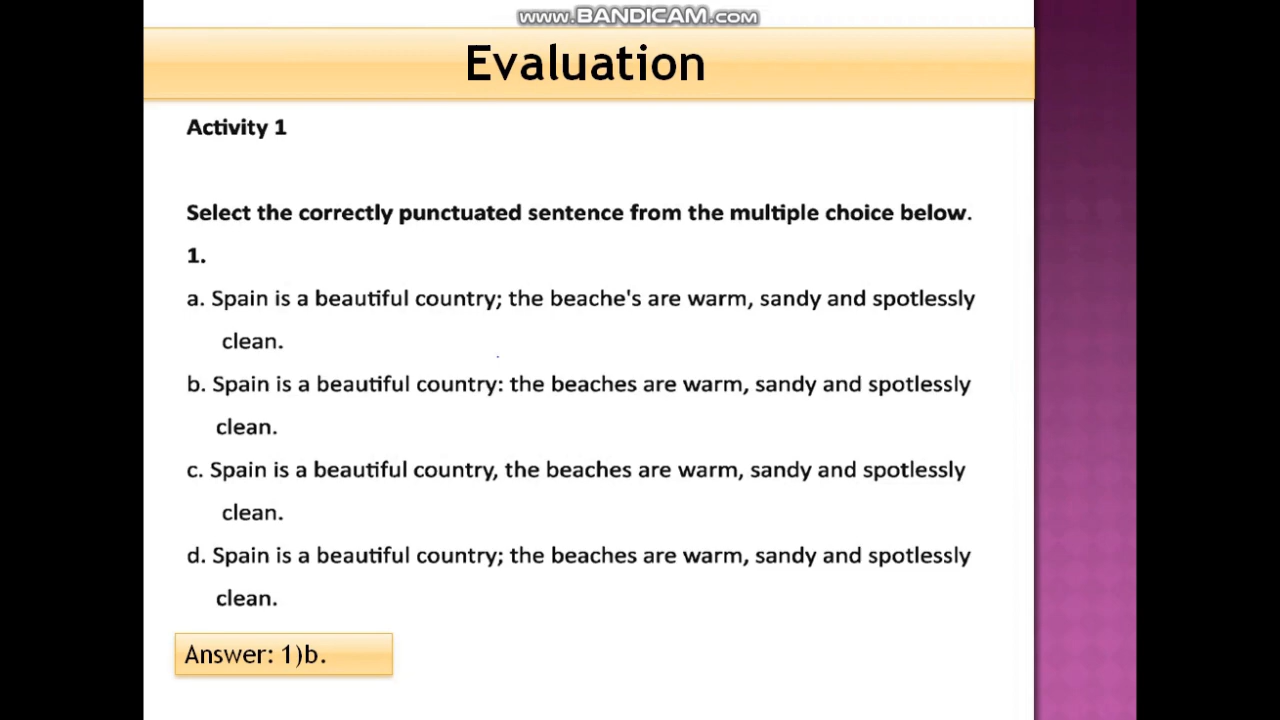 www.BANDICAM.com
Evaluation
Activity 1
Select the correctly punctuated sentence from the multiple choice below.
1.
a. Spain is a beautiful country; the beache's are warm, sandy and spotlessly
clean.
b. Spain is a beautiful country: the beaches are warm, sandy and spotlessly
clean.
c. Spain is a beautiful country, the beaches are warm, sandy and spotlessly
clean.
d. Spain is a beautiful country; the beaches are warm, sandy and spotlessly
clean.
Answer: 1)b.